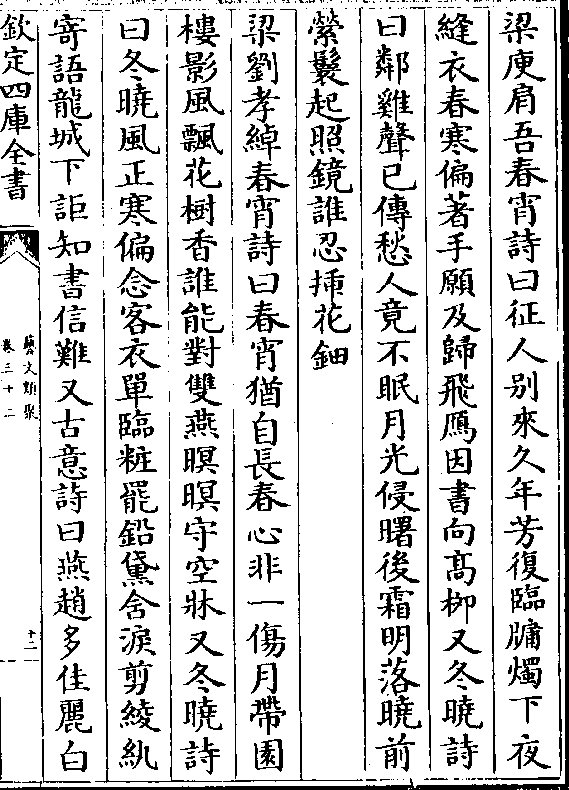 梁庾肩吾春宵詩曰征人别來久年芳復臨牖燭下夜
縫衣春寒偏著手願及歸飛鴈因書向髙栁又冬曉詩
曰鄰雞聲已傳愁人竟不眠月光侵曙後霜明落曉前
縈鬟起照鏡誰忍揷花鈿
梁劉孝綽春宵詩曰春宵猶自長春心非一傷月帶園
樓影風飄花樹香誰能對雙燕暝暝守空牀又冬曉詩
曰冬曉風正寒偏念客衣單臨粧罷鉛黛含淚剪綾紈
寄語龍城下詎知書信難又古意詩曰燕趙多佳麗白
欽定四庫全書
藝文類聚
卷三十二
十二